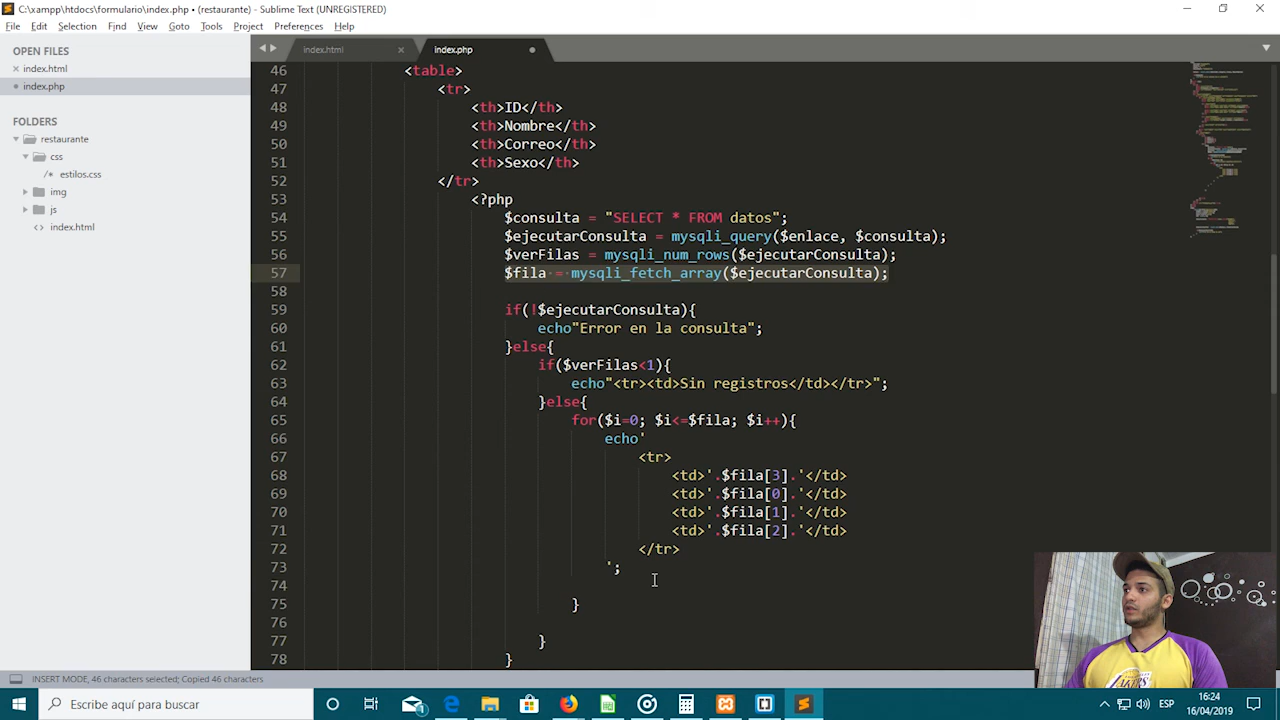 C:\xampp\htdocs\formulario\index.php • (restaurante) - Sublime Text (UNREGISTERED)
File Edit Selection Find View Goto Tools Project Preferences Help
OPEN FILES
index.html
index.php
FOLDERS
restaurante
css
/* estilos.css
img
js
<> index.html
index.html
index.php
46 <table>
47 <tr>
48 <th>ID</th>
49 <th>Nombre</th>
50 <th>Correo</th>
51 <th>Sexo</th>
52 </tr>
53 <?php
54 $consulta = "SELECT * FROM datos";
55 $ejecutarConsulta = mysqli_query($enlace, $consulta);
56 $verFilas = mysqli_num_rows($ejecutarConsulta);
57 $fila = mysqli_fetch_array($ejecutarConsulta);
58
59 if(!$ejecutarConsulta){
60 echo"Error en la consulta";
61 }else{
62 if($verFilas<1){
63 echo"<tr><td>Sin registros</td></tr>";
64 }else{
65 for($i=0; $i<=$fila; $i++){
66 echo'
67 <tr>
68 <td>'.$fila[3].'</td>
69 <td>'.$fila[0].'</td>
70 <td>'.$fila[1].'</td>
71 <td>'.$fila[2].'</td>
72 </tr>
73 ';
74
75 }
76
77 }
78 }
INSERT MODE, 46 characters selected; Copied 46 characters
Escribe aquí para buscar
ESP
16:24
16/04/2019